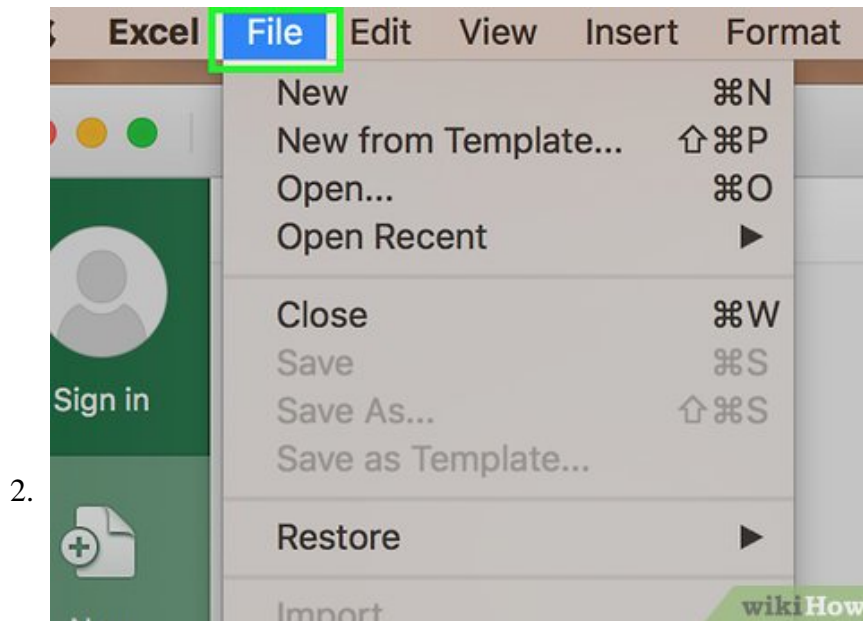 Excel File Edit View Insert Format
New ⌘N
New from Template... ⇧⌘P
Open... ⌘O
Open Recent ▶
Close ⌘W
Save ⌘S
Sign in
Save As... ⇧⌘S
Save as Template...
2.
Restore ▶
Import
wikiHow